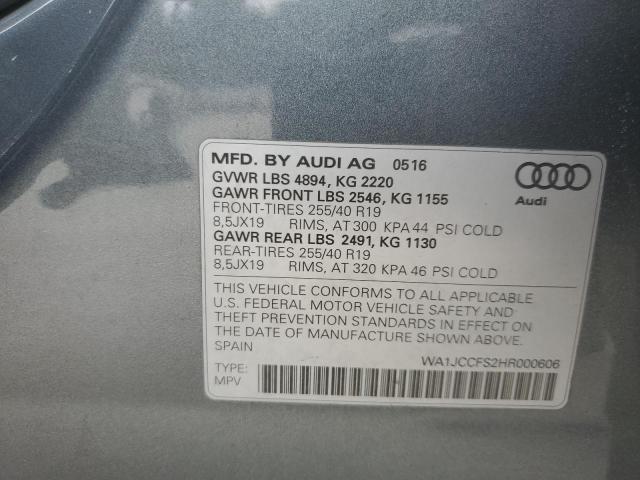 MFD. BY AUDI AG 0516
GVWR LBS 4894, KG 2220
GAWR FRONT LBS 2546, KG 1155
FRONT-TIRES 255/40 R19
8,5JX19 RIMS, AT 300 KPA 44 PSI COLD
GAWR REAR LBS 2491, KG 1130
REAR-TIRES 255/40 R19
8,5JX19 RIMS, AT 320 KPA 46 PSI COLD
Audi
THIS VEHICLE CONFORMS TO ALL APPLICABLE
U.S. FEDERAL MOTOR VEHICLE SAFETY AND
THEFT PREVENTION STANDARDS IN EFFECT ON
THE DATE OF MANUFACTURE SHOWN ABOVE.
SPAIN
WA1JCCFS2HR000606
TYPE:
MPV